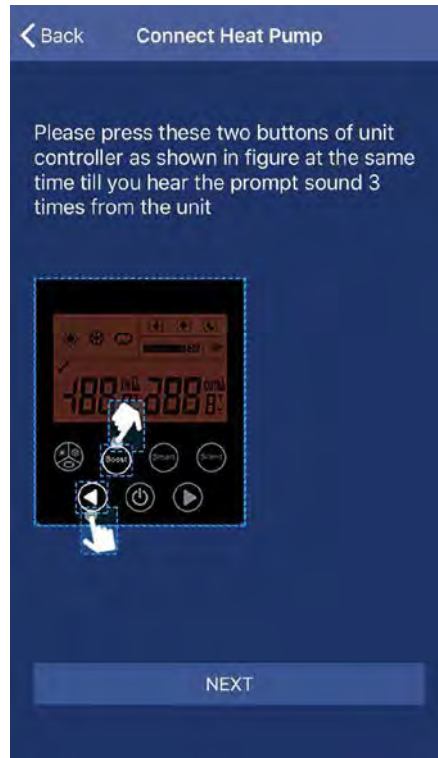 Back
Connect Heat Pump
Please press these two buttons of unit
controller as shown in figure at the same
time till you hear the prompt sound 3
times from the unit
Boost
Smart
Silent
NEXT